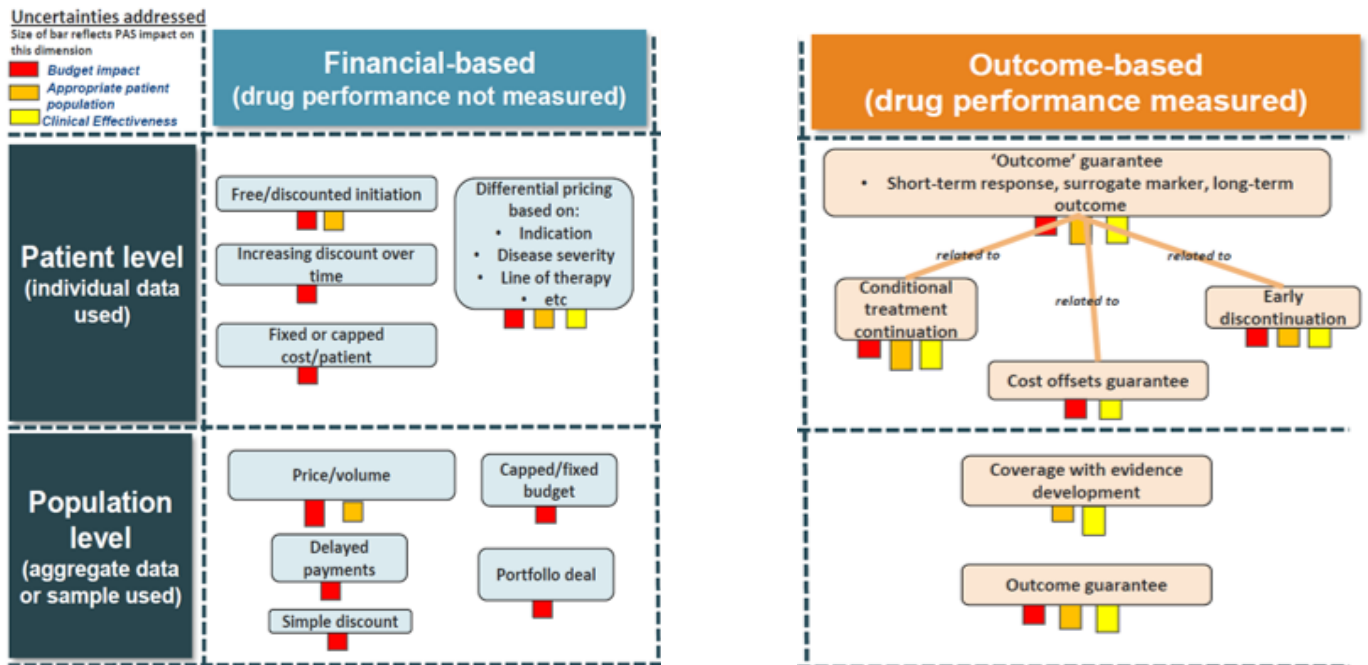 Uncertainties addressed
Size of bar reflects PAS impact on
this dimension
Budget impact
Appropriate patient
population
Clinical Effectiveness
Financial-based
(drug performance not measured)
Outcome-based
(drug performance measured)
Patient level
(individual data
used)
Free/discounted initiation
Increasing discount over
time
Fixed or capped
cost/patient
Differential pricing
based on:
• Indication
• Disease severity
• Line of therapy
• etc
‘Outcome’ guarantee
• Short-term response, surrogate marker, long-term
outcome
related to
related to
related to
Conditional
treatment
continuation
Early
discontinuation
Cost offsets guarantee
Population
level
(aggregate data
or sample used)
Price/volume
Capped/fixed
budget
Delayed
payments
Portfollo deal
Simple discount
Coverage with evidence
development
Outcome guarantee